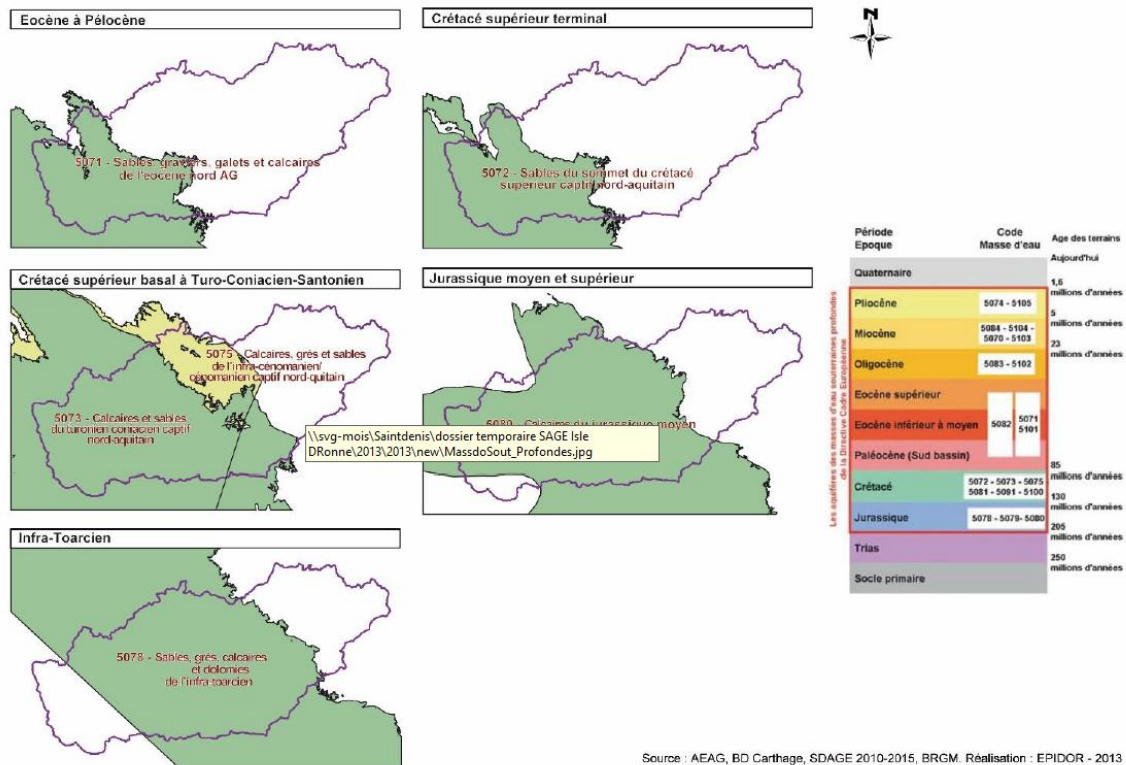 Eocène à Pélocène
5071 - Sables, graviers, galets et calcaires
de l'eocène nord AG
Crétacé supérieur terminal
5072 - Sables du sommet du crétacé
superieur captif nord-aquitain
N
Crétacé supérieur basal à Turo-Coniacien-Santonien
5075 - Calcaires, grès et sables
de l'infra-cénomanien/
cénomanien captif nord-quitain
5073 - Calcaires et sables
du turonien coniacien captif
nord-aquitain
Jurassique moyen et supérieur
5080 - Calcaires du jurassique moyen
\\svg-mois\Saintdenis\dossier temporaire SAGE Isle
DRonne\2013\2013\new\MassdoSout_Profondes.jpg
Infra-Toarcien
5078 - Sables, grès, calcaires
et dolomies
de l'infra-toarcien
Période
Epoque
Code
Masse d'eau
Age des terrains
Aujourd'hui
Quaternaire
1,6
millions d'années
Pliocène
5074 - 5105
5
millions d'années
Miocène
5084 - 5104 -
5070 - 5103
23
millions d'années
Oligocène
5083 - 5102
Eocène supérieur
Eocène inférieur à moyen
5082
5071
5101
Paléocène (Sud bassin)
85
millions d'années
Crétacé
5072 - 5073 - 5075
5081 - 5091 - 5100
130
millions d'années
Jurassique
5078 - 5079- 5080
205
millions d'années
Trias
250
millions d'années
Socle primaire
Les aquifères des masses d'eau souterraines profondes
de la Directive Cadre Européenne
Source : AEAG, BD Carthage, SDAGE 2010-2015, BRGM. Réalisation : EPIDOR - 2013